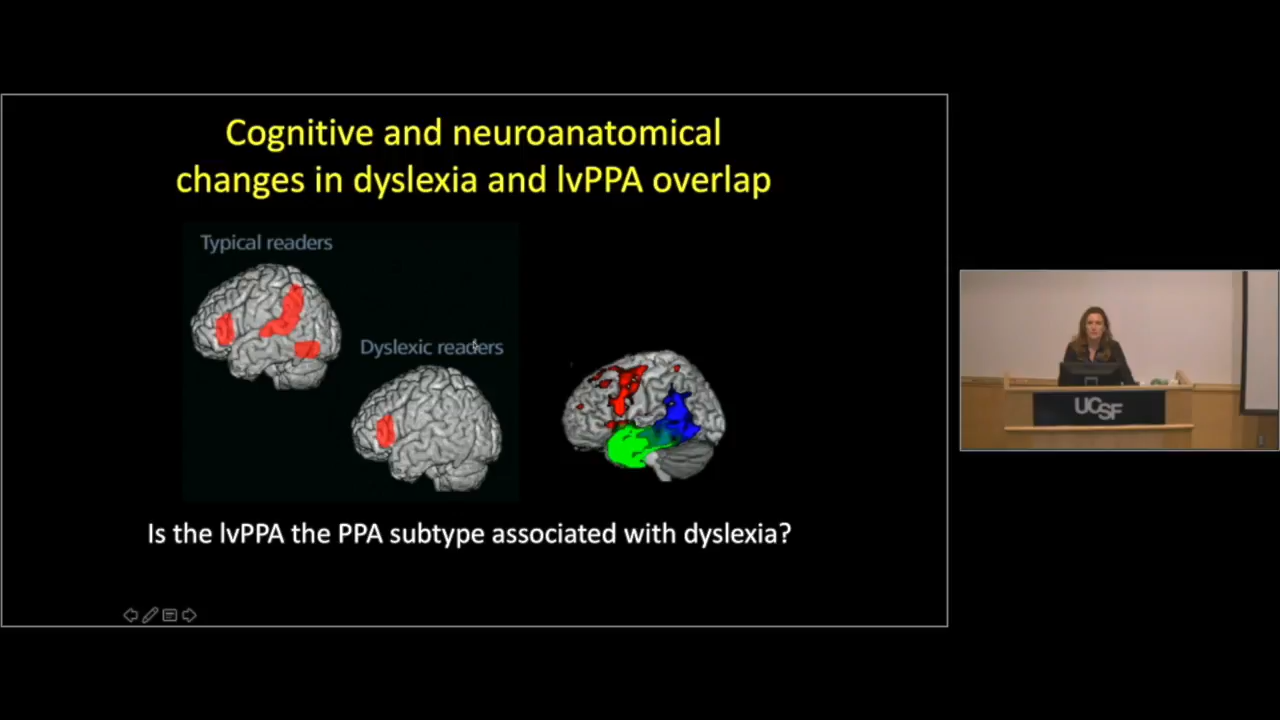 Cognitive and neuroanatomical
changes in dyslexia and lvPPA overlap
Typical readers
Dyslexic readers
Is the lvPPA the PPA subtype associated with dyslexia?
UCSF